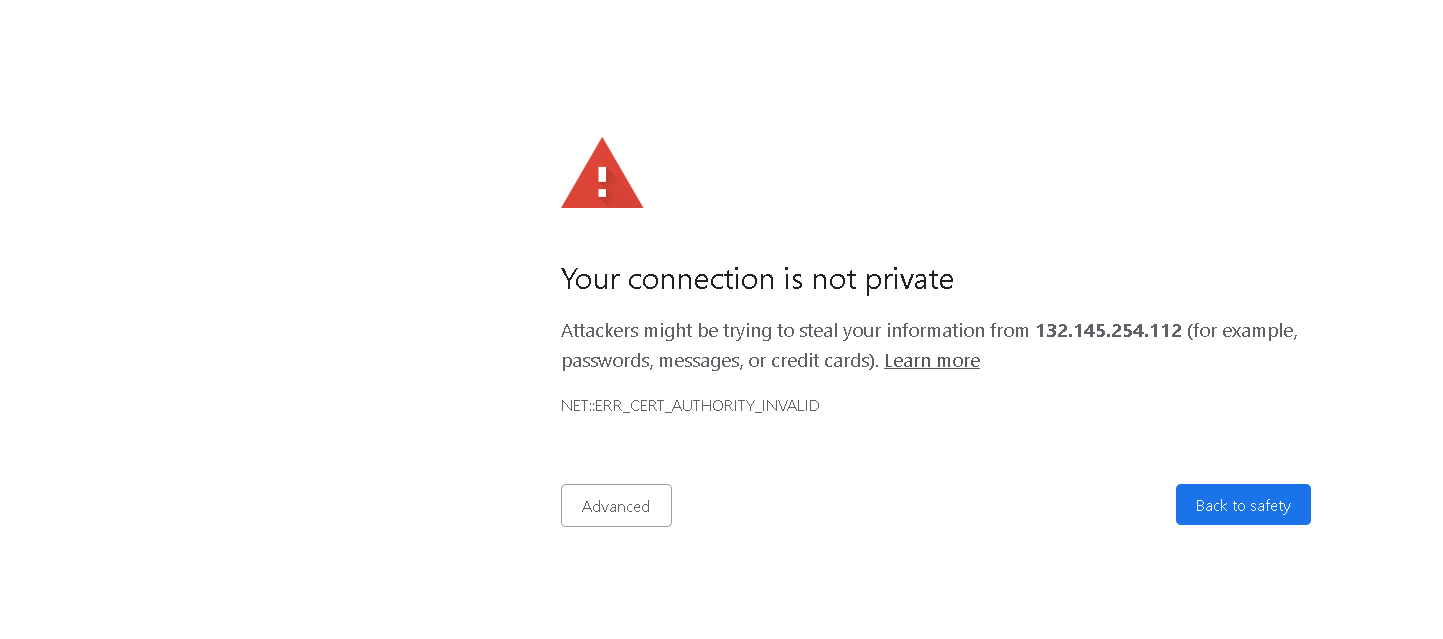 Your connection is not private
Attackers might be trying to steal your information from 132.145.254.112 (for example,
passwords, messages, or credit cards). Learn more
NET::ERR_CERT_AUTHORITY_INVALID
Advanced
Back to safety